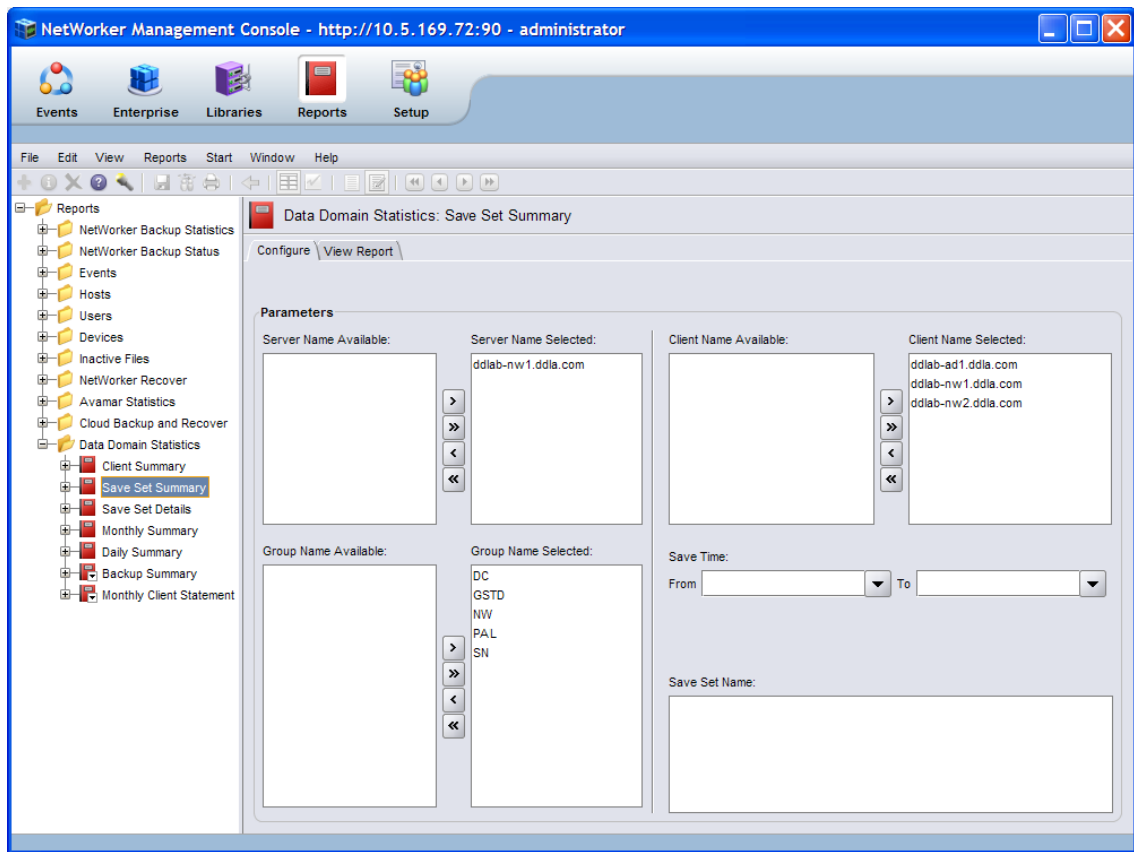 NetWorker Management Console - http://10.5.169.72:90 - administrator
Events Enterprise Libraries Reports Setup
File Edit View Reports Start Window Help
Reports
NetWorker Backup Statistics
NetWorker Backup Status
Events
Hosts
Users
Devices
Inactive Files
NetWorker Recover
Avamar Statistics
Cloud Backup and Recover
Data Domain Statistics
Client Summary
Save Set Summary
Save Set Details
Monthly Summary
Daily Summary
Backup Summary
Monthly Client Statement
Data Domain Statistics: Save Set Summary
Configure View Report
Parameters
Server Name Available:
Server Name Selected:
ddlab-nw1.ddla.com
Client Name Available:
Client Name Selected:
ddlab-ad1.ddla.com
ddlab-nw1.ddla.com
ddlab-nw2.ddla.com
Group Name Available:
Group Name Selected:
DC
GSTD
NW
PAL
SN
Save Time:
From To
Save Set Name: